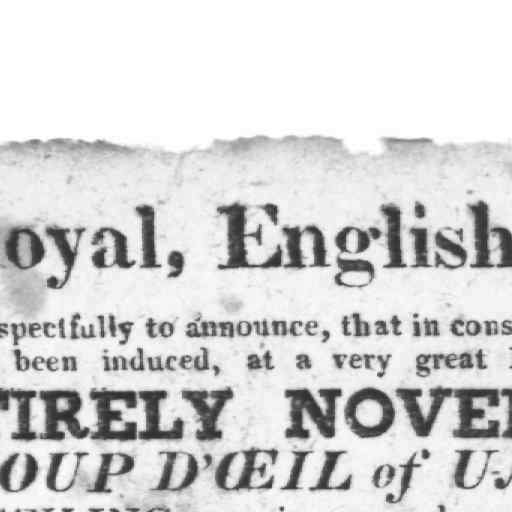 oyal, English
spectfully to announce, that in cons
been induced, at a very great
TIRELY NOVE
OUP D'ŒIL of U-